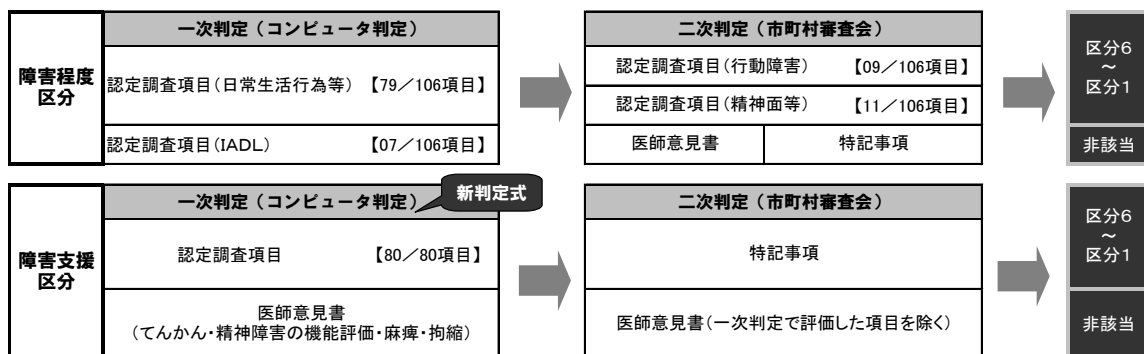 障害程度
区分
一次判定（コンピュータ判定）
認定調査項目（日常生活行為等）　【79／106項目】
認定調査項目（IADL）　【07／106項目】
二次判定（市町村審査会）
認定調査項目（行動障害）　【09／106項目】
認定調査項目（精神面等）　【11／106項目】
医師意見書
特記事項
区分6
～
区分1
非該当
障害支援
区分
一次判定（コンピュータ判定）
新判定式
認定調査項目　【80／80項目】
医師意見書
（てんかん・精神障害の機能評価・麻痺・拘縮）
二次判定（市町村審査会）
特記事項
医師意見書（一次判定で評価した項目を除く）
区分6
～
区分1
非該当